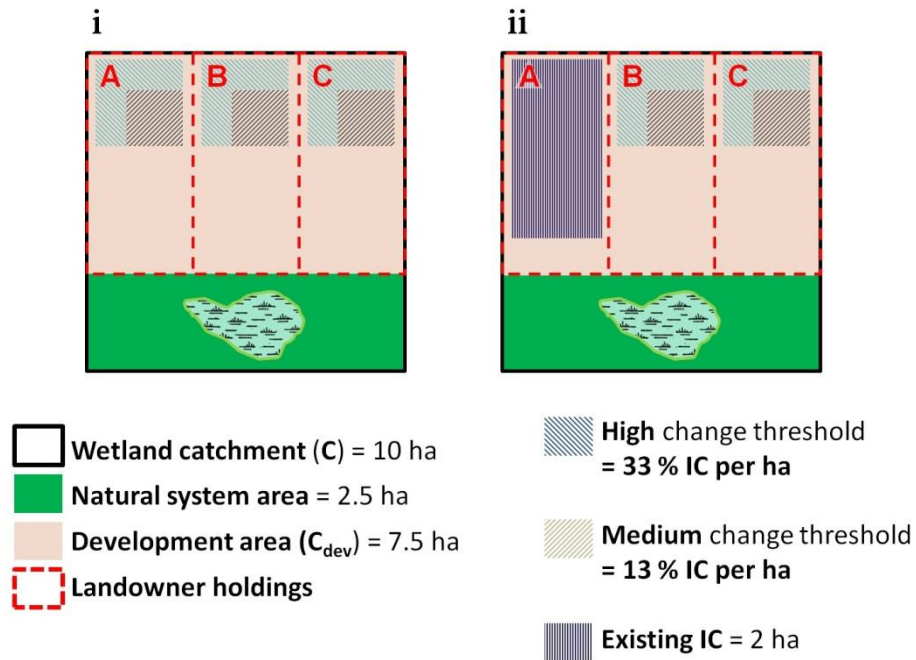 i
ii
A
B
C
A
B
C
Wetland catchment (C) = 10 ha
Natural system area = 2.5 ha
Development area (Cdev) = 7.5 ha
Landowner holdings
High change threshold
= 33 % IC per ha
Medium change threshold
= 13 % IC per ha
Existing IC = 2 ha